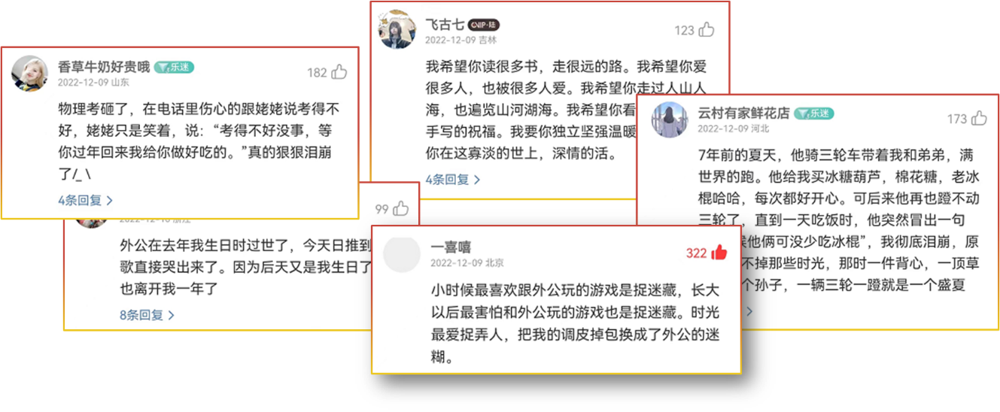 香草牛奶好贵哦 乐迷
2022-12-09 山东
182
物理考砸了，在电话里伤心的跟姥姥说考得不
好，姥姥只是笑着，说：“考得不好没事，等
你过年回来我给你做好吃的。”真的狠狠泪崩
了/_ \
4条回复 >
飞古七 VIP·陆
2022-12-09 吉林
123
我希望你读很多书，走很远的路。我希望你爱
很多人，也被很多人爱。我希望你走过人山人
海，也遍览山河湖海。我希望你看
手写的祝福。我要你独立坚强温暖
你在这寡淡的世上，深情的活。
4条回复 >
云村有家鲜花店 乐迷
2022-12-09 河北
173
7年前的夏天，他骑三轮车带着我和弟弟，满
世界的跑。他给我买冰糖葫芦，棉花糖，老冰
棍哈哈，每次都好开心。可后来他再也蹬不动
三轮了，直到一天吃饭时，他突然冒出一句
候他俩可没少吃冰棍”，我彻底泪崩，原
不掉那些时光，那时一件背心，一顶草
个孙子，一辆三轮一蹬就是一个盛夏
>
99
外公在去年我生日时过世了，今天日推到
歌直接哭出来了。因为后天又是我生日了
也离开我一年了
8条回复 >
一喜嘻
2022-12-09 北京
322
小时候最喜欢跟外公玩的游戏是捉迷藏，长大
以后最害怕和外公玩的游戏也是捉迷藏。时光
最爱捉弄人，把我的调皮掉包换成了外公的迷
糊。